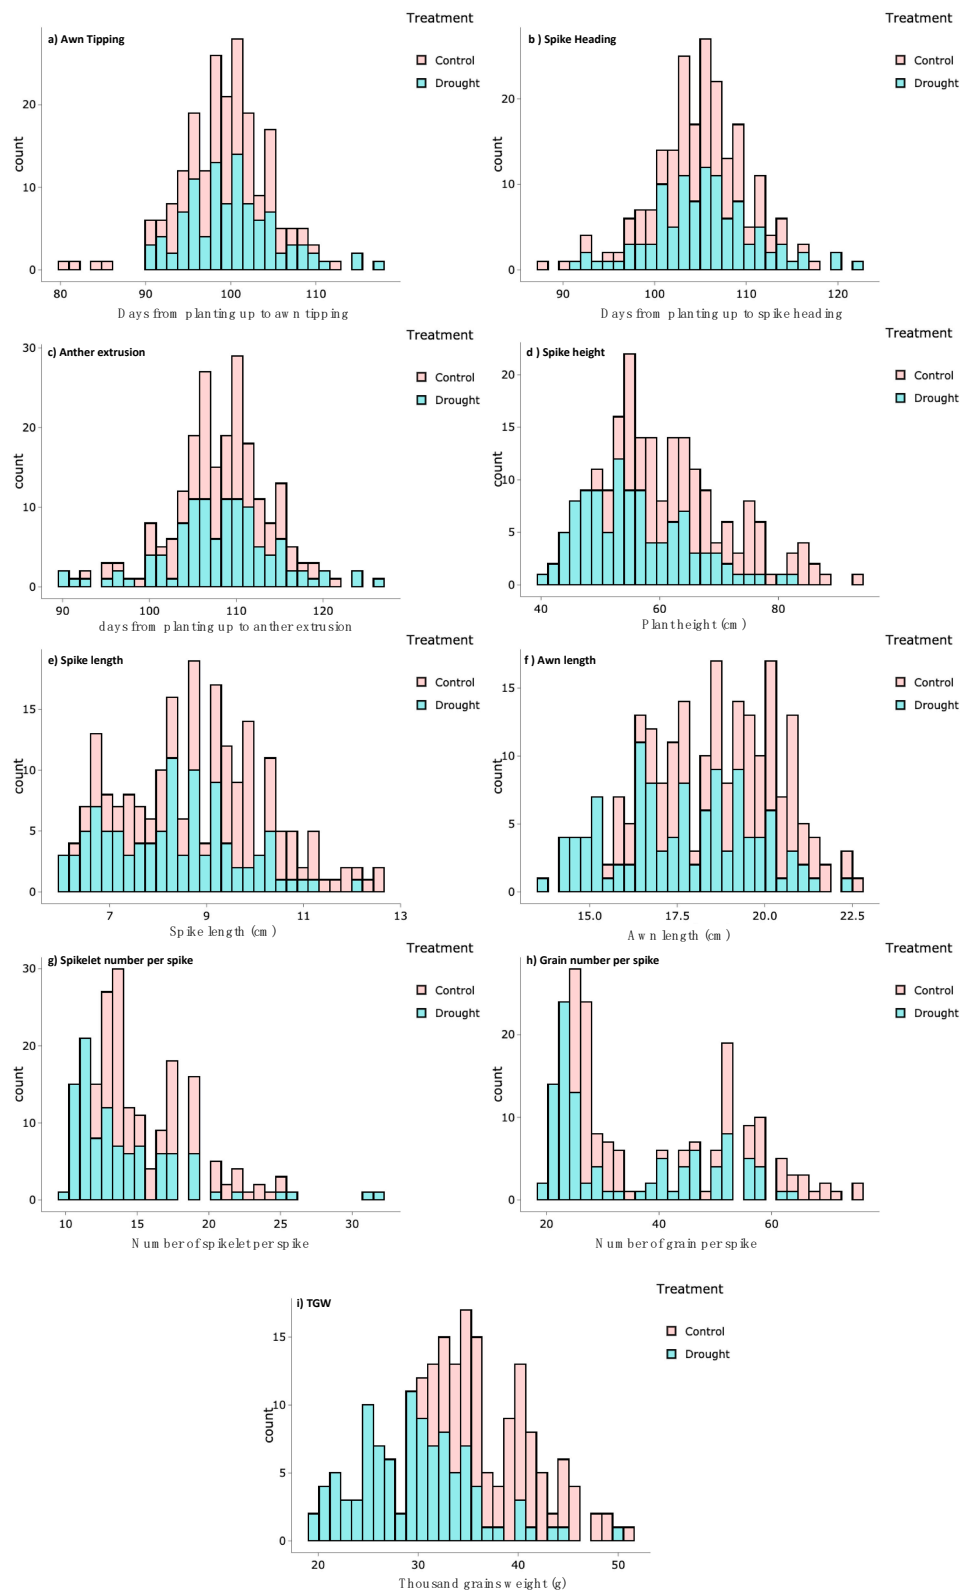 Treatment
a) Awn Tipping
Control
Drought
count
20
10
0
80
90
100
110
Days from planting up to awn tipping
Treatment
b ) Spike Heading
Control
Drought
count
20
10
0
90
100
110
120
Days from planting up to spike heading
Treatment
c) Anther extrusion
Control
Drought
count
30
20
10
0
90
100
110
120
days from planting up to anther extrusion
Treatment
d ) Spike height
Control
Drought
count
20
15
10
5
0
40
60
80
Plant height (cm)
Treatment
e) Spike length
Control
Drought
count
15
10
5
0
7
9
11
13
Spike length (cm)
Treatment
f ) Awn length
Control
Drought
count
15
10
5
0
15.0
17.5
20.0
22.5
Awn length (cm)
Treatment
g) Spikelet number per spike
Control
Drought
count
30
20
10
0
10
15
20
25
30
Number of spikelet per spike
Treatment
h) Grain number per spike
Control
Drought
count
20
10
0
20
40
60
Number of grain per spike
Treatment
i) TGW
Control
Drought
count
15
10
5
0
20
30
40
50
Thousand grains weight (g)